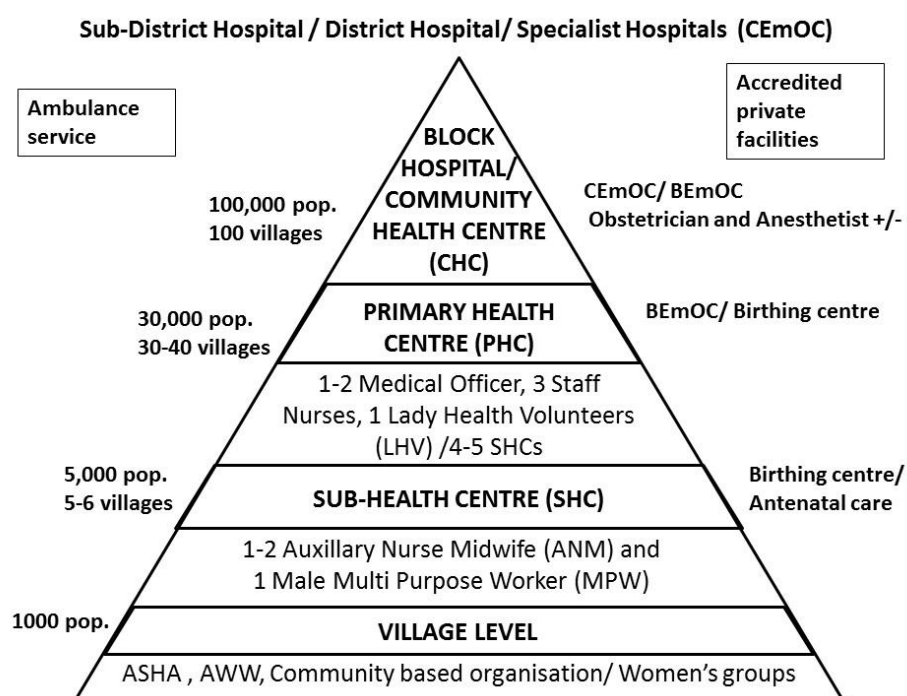 Sub-District Hospital / District Hospital/ Specialist Hospitals (CEmOC)
Ambulance
service
Accredited
private
facilities
BLOCK
HOSPITAL/
COMMUNITY
HEALTH CENTRE
(CHC)
100,000 pop.
100 villages
CEmOC/ BEmOC
Obstetrician and Anesthetist +/-
30,000 pop.
30-40 villages
PRIMARY HEALTH
CENTRE (PHC)
BEmOC/ Birthing centre
1-2 Medical Officer, 3 Staff
Nurses, 1 Lady Health Volunteers
(LHV) /4-5 SHCs
5,000 pop.
5-6 villages
SUB-HEALTH CENTRE (SHC)
Birthing centre/
Antenatal care
1-2 Auxillary Nurse Midwife (ANM) and
1 Male Multi Purpose Worker (MPW)
1000 pop.
VILLAGE LEVEL
ASHA , AWW, Community based organisation/ Women's groups